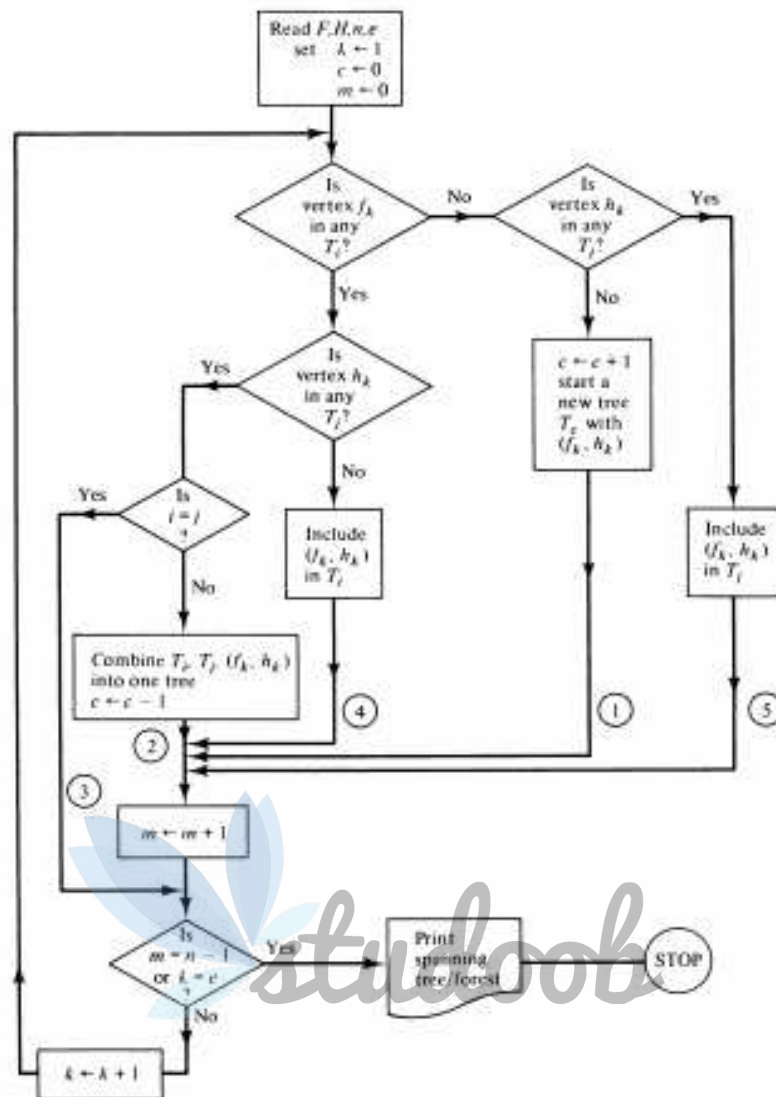 Read F,H,n,e
set k ← 1
c ← 0
m ← 0
Is
vertex f_k
in any
T_i?
No
Is
vertex h_k
in any
T_j?
Yes
Yes
No
Yes
Is
vertex h_k
in any
T_j?
c ← c + 1
start a
new tree
T_c with
(f_k, h_k)
No
Yes
Is
i = j
?
Include
(f_k, h_k)
in T_i
Include
(f_k, h_k)
in T_j
No
Combine T_i, T_j, (f_k, h_k)
into one tree
c ← c − 1
4
1
5
2
3
m ← m + 1
Is
m = n − 1
or k = e
?
Yes
Print
spanning
tree/forest
STOP
studoob
No
k ← k + 1